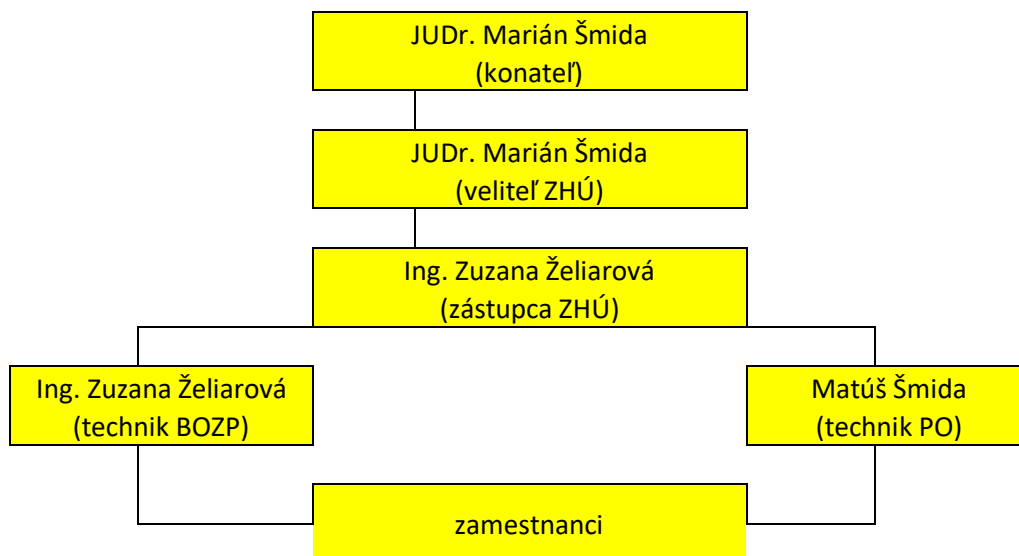 JUDr. Marián Šmida
(konateľ)
JUDr. Marián Šmida
(veliteľ ZHÚ)
Ing. Zuzana Želiarová
(zástupca ZHÚ)
Ing. Zuzana Želiarová
(technik BOZP)
Matúš Šmida
(technik PO)
zamestnanci